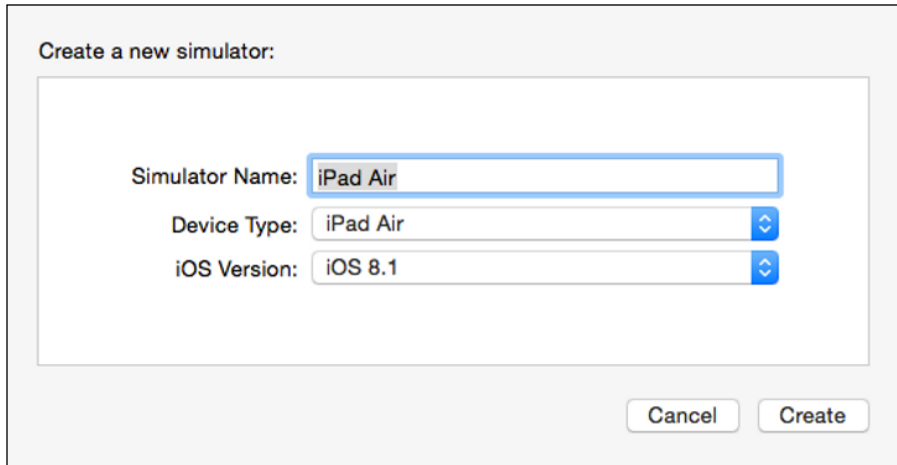 Create a new simulator:
Simulator Name: iPad Air
Device Type: iPad Air
iOS Version: iOS 8.1
Cancel Create